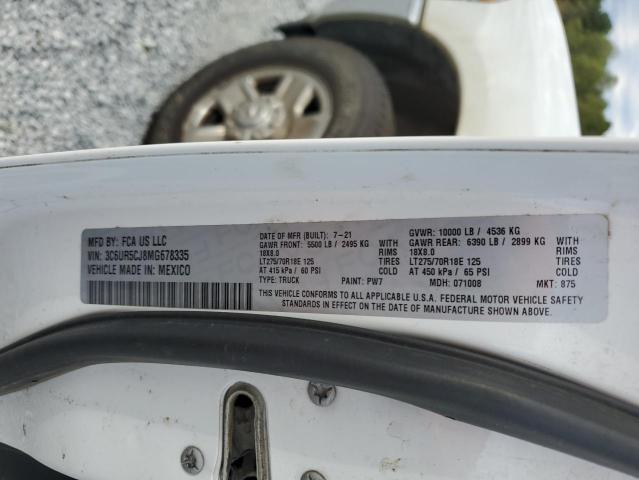 MFD BY: FCA US LLC
VIN: 3C6UR5CJ8MG678335
VEHICLE MADE IN: MEXICO
DATE OF MFR (BUILT): 7-21
GAWR FRONT: 5500 LB / 2495 KG WITH
18X8.0 RIMS
LT275/70R18E 125 TIRES
AT 415 kPa / 60 PSI COLD
TYPE: TRUCK PAINT: PW7
GVWR: 10000 LB / 4536 KG
GAWR REAR: 6390 LB / 2899 KG WITH
18X8.0 RIMS
LT275/70R18E 125 TIRES
AT 450 kPa / 65 PSI COLD
MDH: 071008 MKT: 875
THIS VEHICLE CONFORMS TO ALL APPLICABLE U.S.A. FEDERAL MOTOR VEHICLE SAFETY
STANDARDS IN EFFECT ON THE DATE OF MANUFACTURE SHOWN ABOVE.